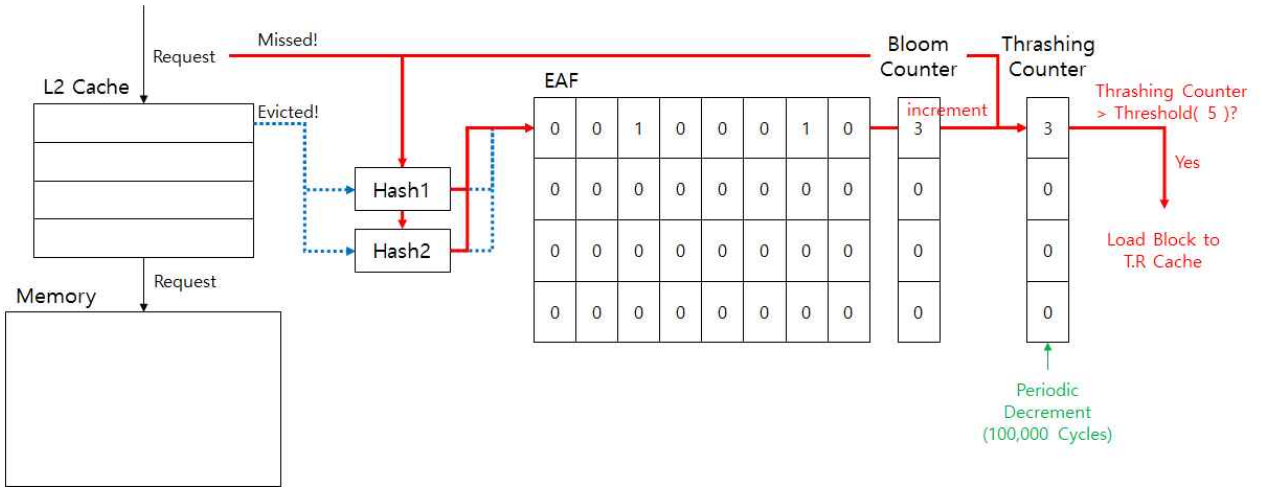 Missed!
Request
L2 Cache
Evicted!
Hash1
Hash2
Request
Memory
EAF
Bloom
Counter
Thrashing
Counter
increment
0 0 1 0 0 0 1 0 3 3
0 0 0 0 0 0 0 0 0 0
0 0 0 0 0 0 0 0 0 0
0 0 0 0 0 0 0 0 0 0
Thrashing Counter
> Threshold( 5 )?
Yes
Load Block to
T.R Cache
Periodic
Decrement
(100,000 Cycles)